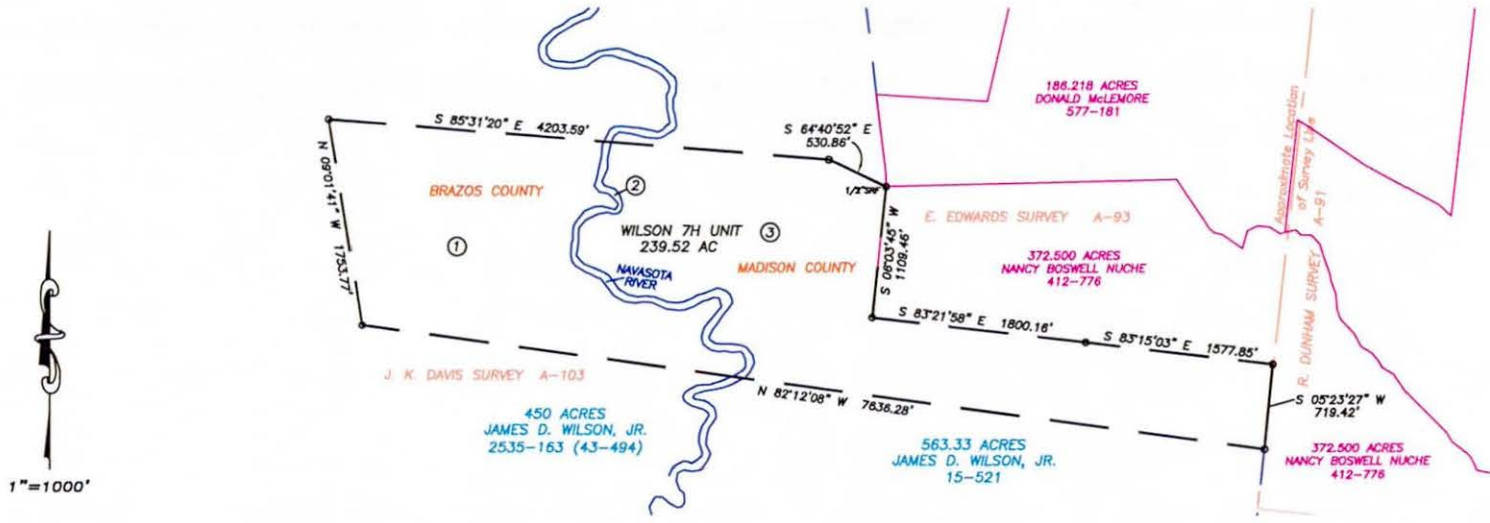 186.218 ACRES
DONALD McLEMORE
577-181
Approximate Location
of Survey Line
S 85°31'20" E 4203.59'
S 64°40'52" E
530.86'
N 09°01'41" W 1753.77'
BRAZOS COUNTY
2
1/2"SRF
E. EDWARDS SURVEY A-93
A-91
WILSON 7H UNIT
239.52 AC
3
1
S 06°03'45" W
1109.46'
372.500 ACRES
NANCY BOSWELL NUCHE
412-776
MADISON COUNTY
NAVASOTA
RIVER
S 83°21'58" E 1800.16'
S 83°15'03" E 1577.85'
R. DUNHAM SURVEY
J. K. DAVIS SURVEY A-103
N 82°12'08" W 7636.28'
S 05°23'27" W
719.42'
450 ACRES
JAMES D. WILSON, JR.
2535-163 (43-494)
563.33 ACRES
JAMES D. WILSON, JR.
15-521
372.500 ACRES
NANCY BOSWELL NUCHE
412-776
1"=1000'